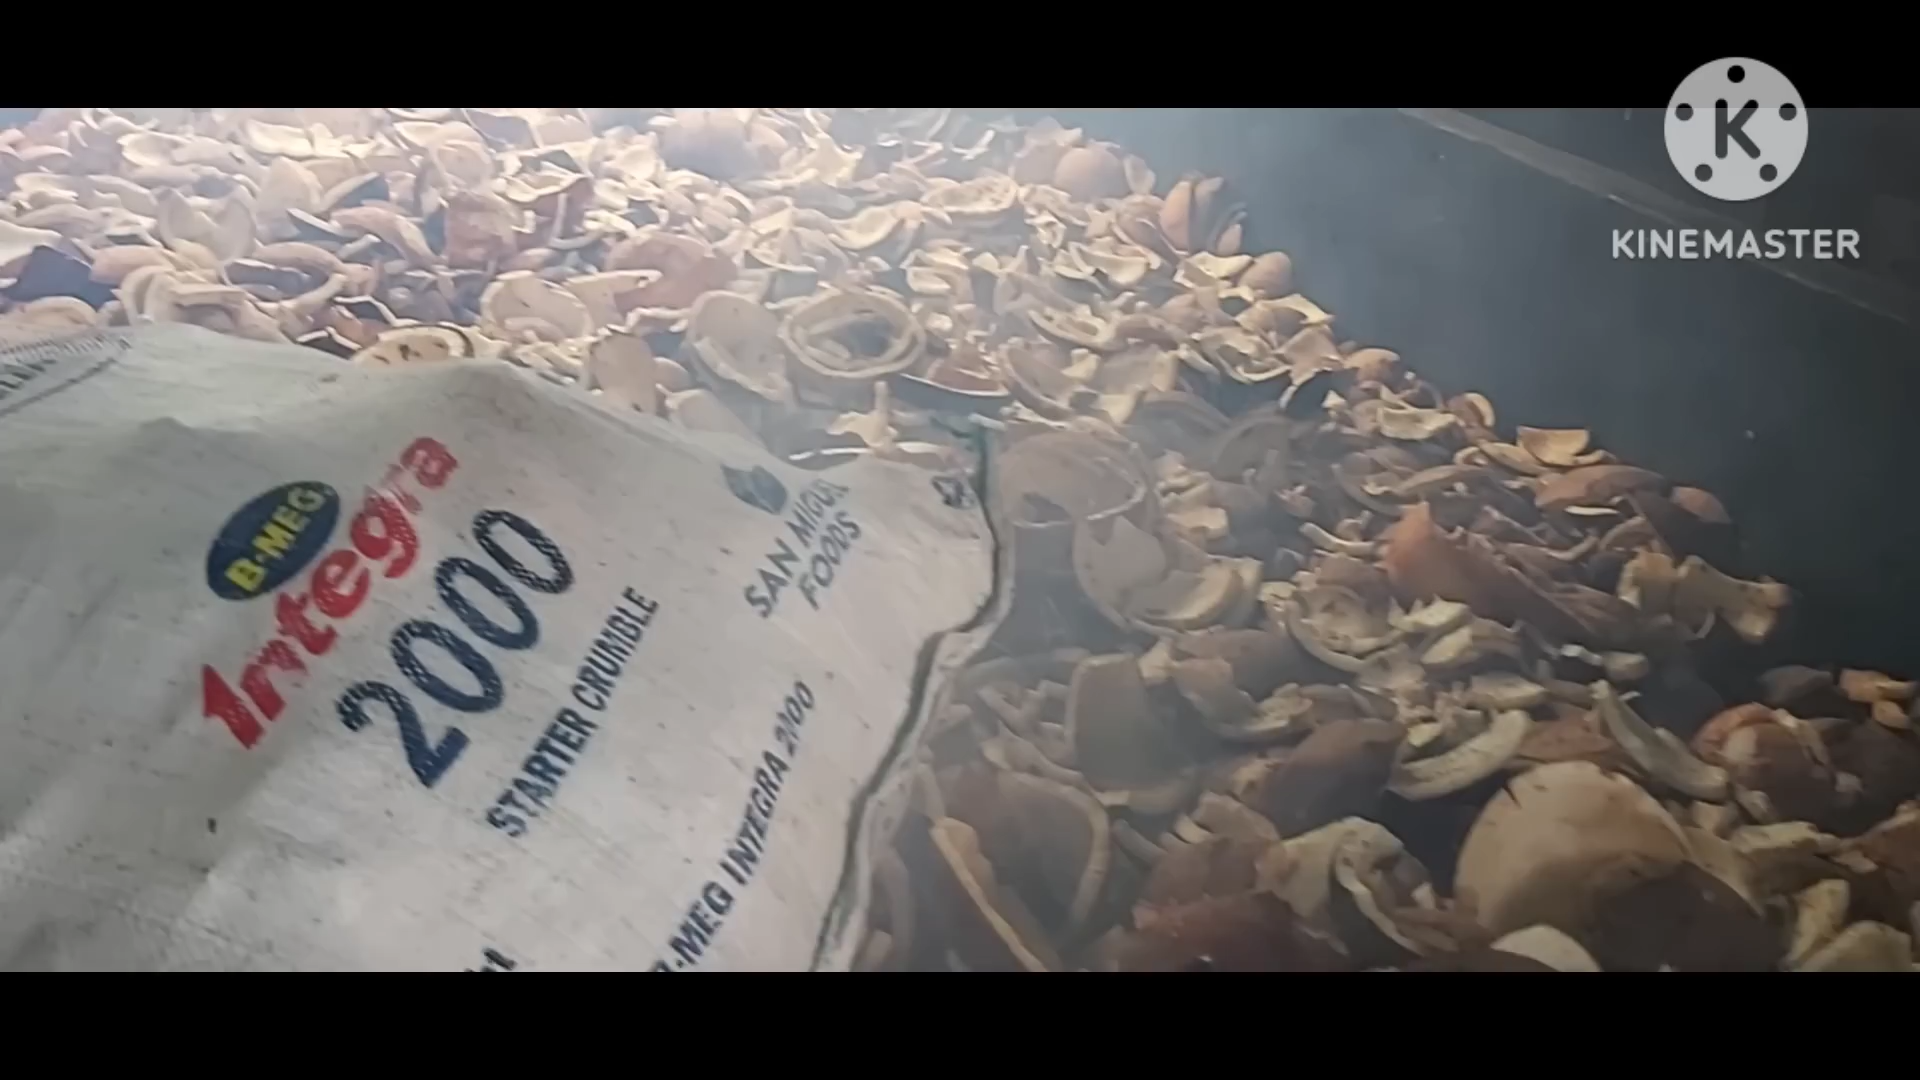 KINEMASTER
B-MEG
Integra
2000
STARTER CRUMBLE
SAN MIGUEL
FOODS
-MEG INTEGRA 2100